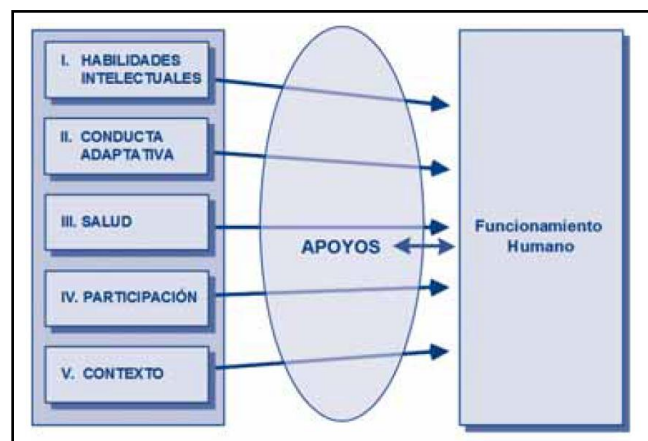 I. HABILIDADES
INTELECTUALES
II. CONDUCTA
ADAPTATIVA
III. SALUD
IV. PARTICIPACIÓN
V. CONTEXTO
APOYOS
Funcionamiento
Humano